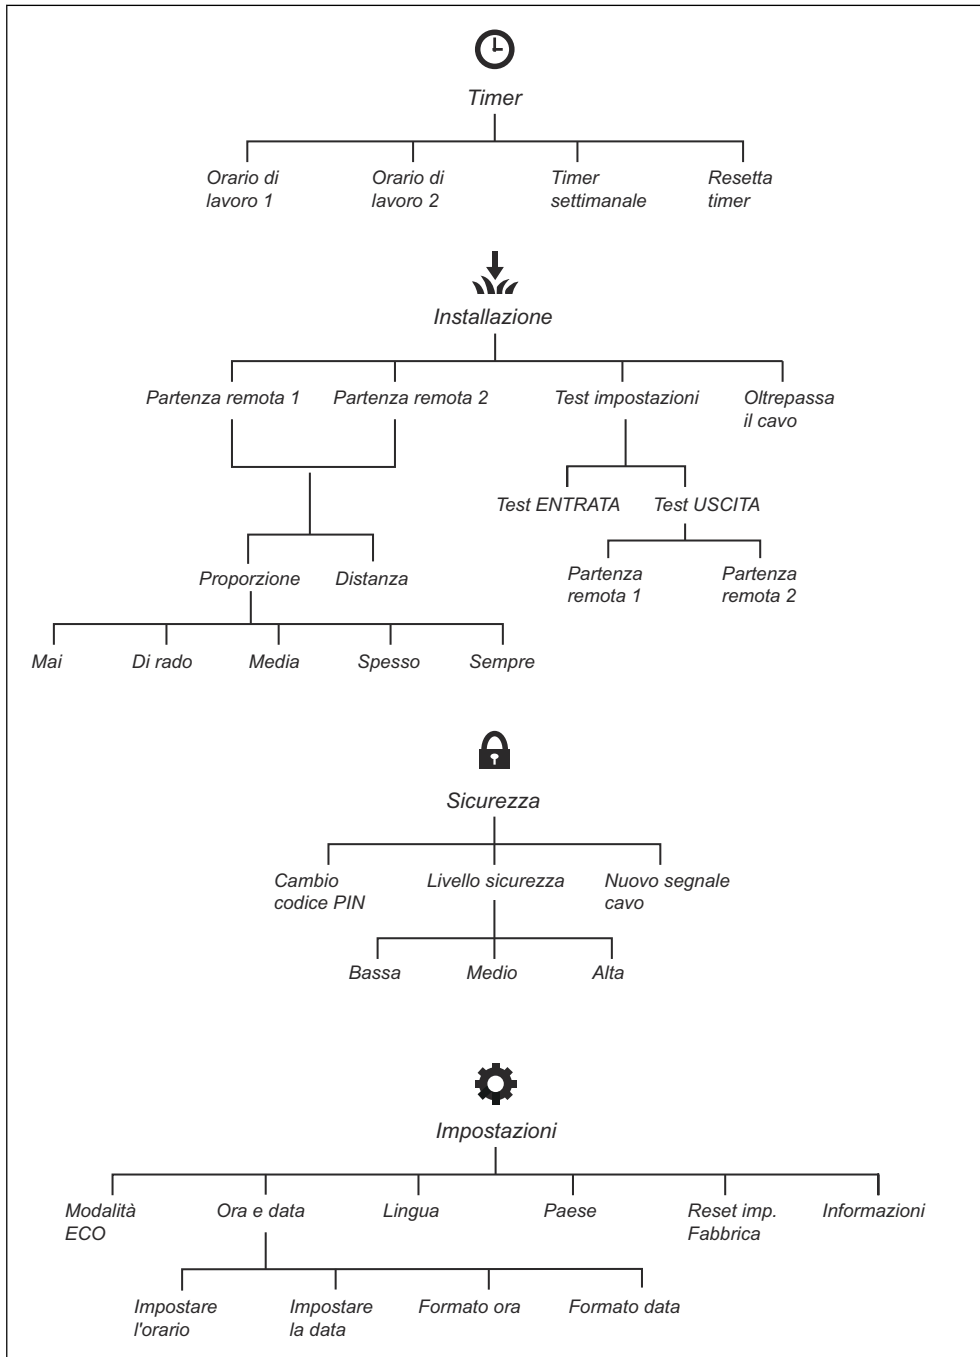 Timer
Orario di
lavoro 1
Orario di
lavoro 2
Timer
settimanale
Resetta
timer
Installazione
Partenza remota 1
Partenza remota 2
Test impostazioni
Oltrepassa
il cavo
Test ENTRATA
Test USCITA
Partenza
remota 1
Partenza
remota 2
Proporzione
Distanza
Mai
Di rado
Media
Spesso
Sempre
Sicurezza
Cambio
codice PIN
Livello sicurezza
Nuovo segnale
cavo
Bassa
Medio
Alta
Impostazioni
Modalità
ECO
Ora e data
Lingua
Paese
Reset imp.
Fabbrica
Informazioni
Impostare
l'orario
Impostare
la data
Formato ora
Formato data